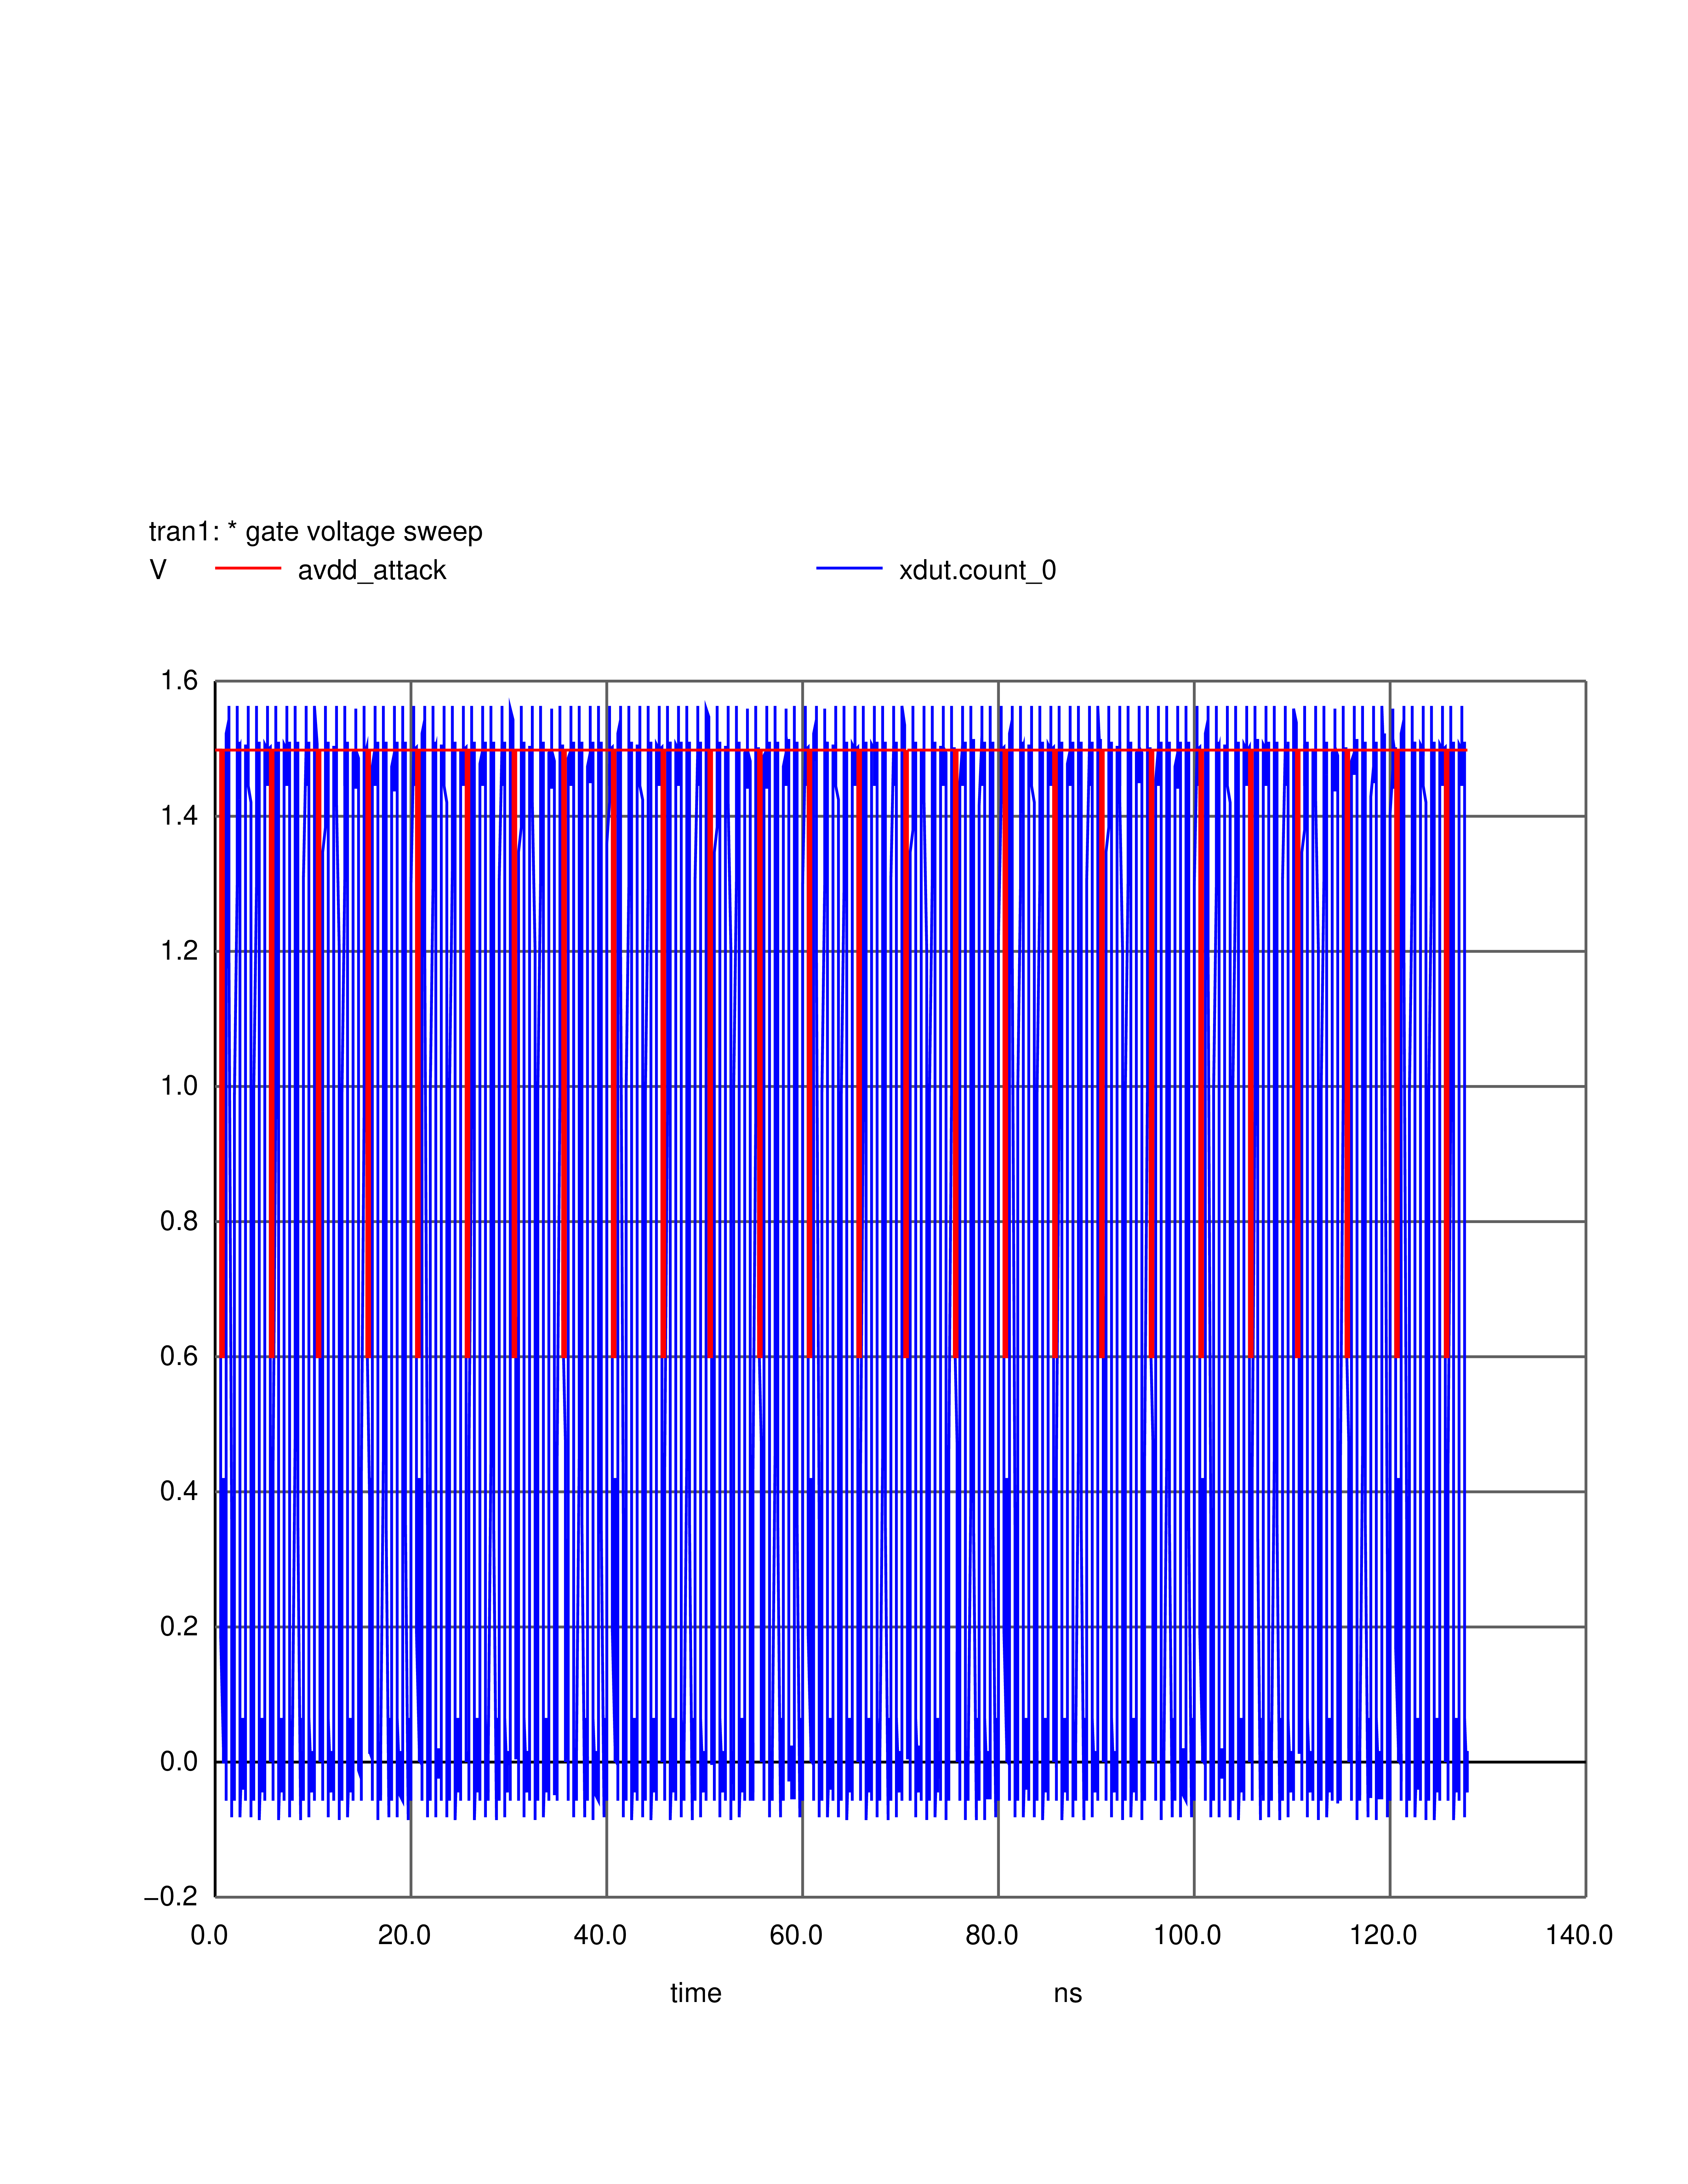 tran1: * gate voltage sweep
V avdd_attack xdut.count_0
1.6
1.4
1.2
1.0
0.8
0.6
0.4
0.2
0.0
−0.2
0.0 20.0 40.0 60.0 80.0 100.0 120.0 140.0
time ns